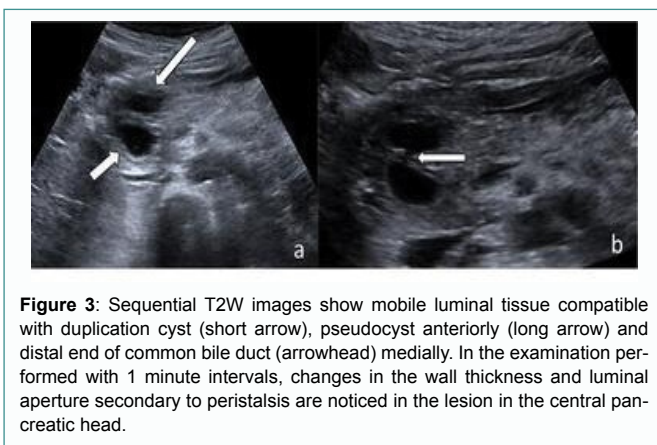 a
b
Figure 3: Sequential T2W images show mobile luminal tissue compatible
with duplication cyst (short arrow), pseudocyst anteriorly (long arrow) and
distal end of common bile duct (arrowhead) medially. In the examination per-
formed with 1 minute intervals, changes in the wall thickness and luminal
aperture secondary to peristalsis are noticed in the lesion in the central pan-
creatic head.